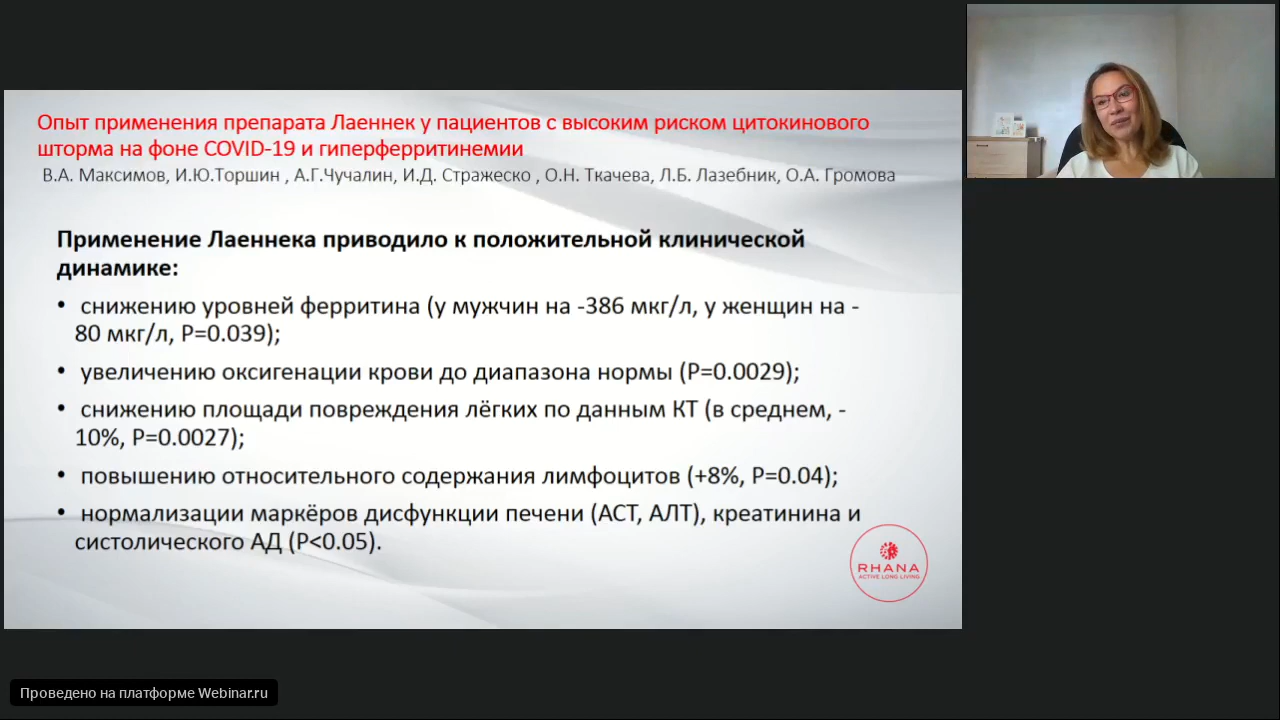 Опыт применения препарата Лаеннек у пациентов с высоким риском цитокинового
шторма на фоне COVID-19 и гиперферритинемии
В.А. Максимов, И.Ю.Торшин , А.Г.Чучалин, И.Д. Стражеско , О.Н. Ткачева, Л.Б. Лазебник, О.А. Громова
Применение Лаеннека приводило к положительной клинической
динамике:
• снижению уровней ферритина (у мужчин на -386 мкг/л, у женщин на -
80 мкг/л, P=0.039);
• увеличению оксигенации крови до диапазона нормы (P=0.0029);
• снижению площади повреждения лёгких по данным КТ (в среднем, -
10%, P=0.0027);
• повышению относительного содержания лимфоцитов (+8%, P=0.04);
• нормализации маркёров дисфункции печени (АСТ, АЛТ), креатинина и
систолического АД (P<0.05).
RHANA
ACTIVE LONG LIVING
Проведено на платформе Webinar.ru